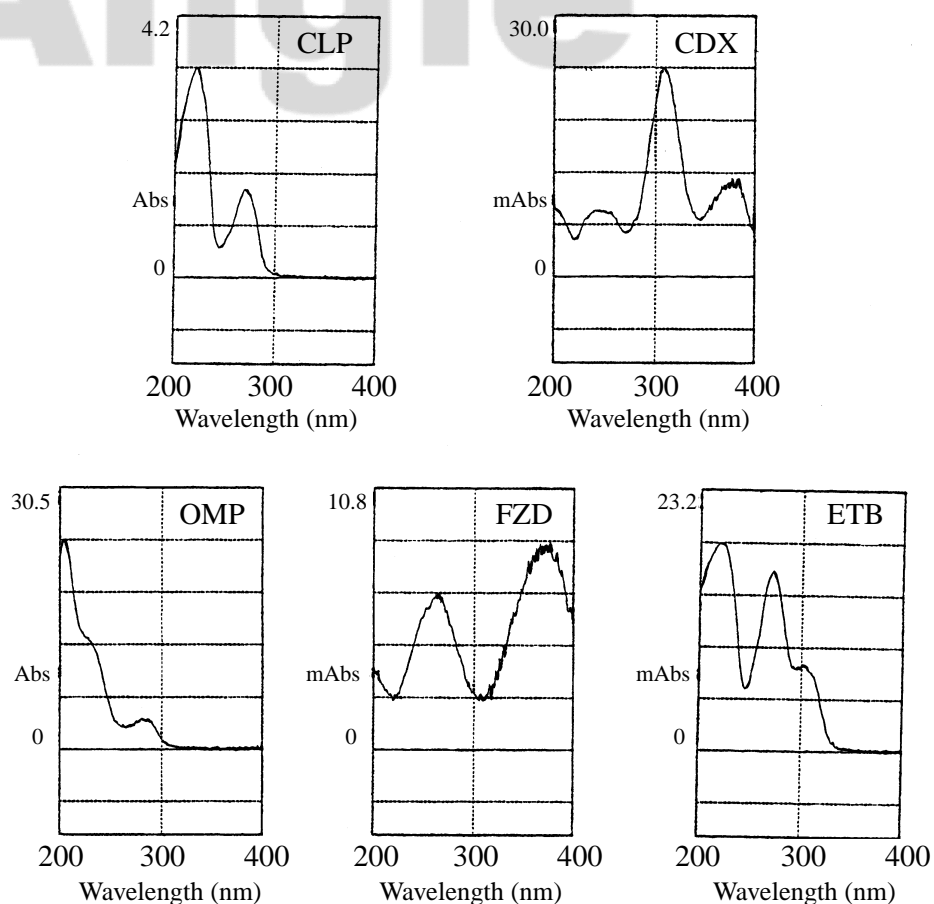 Angle
4.2
CLP
Abs
0
200 300 400
Wavelength (nm)
30.0
CDX
mAbs
0
200 300 400
Wavelength (nm)
30.5
OMP
Abs
0
200 300 400
Wavelength (nm)
10.8
FZD
mAbs
0
200 300 400
Wavelength (nm)
23.2
ETB
mAbs
0
200 300 400
Wavelength (nm)